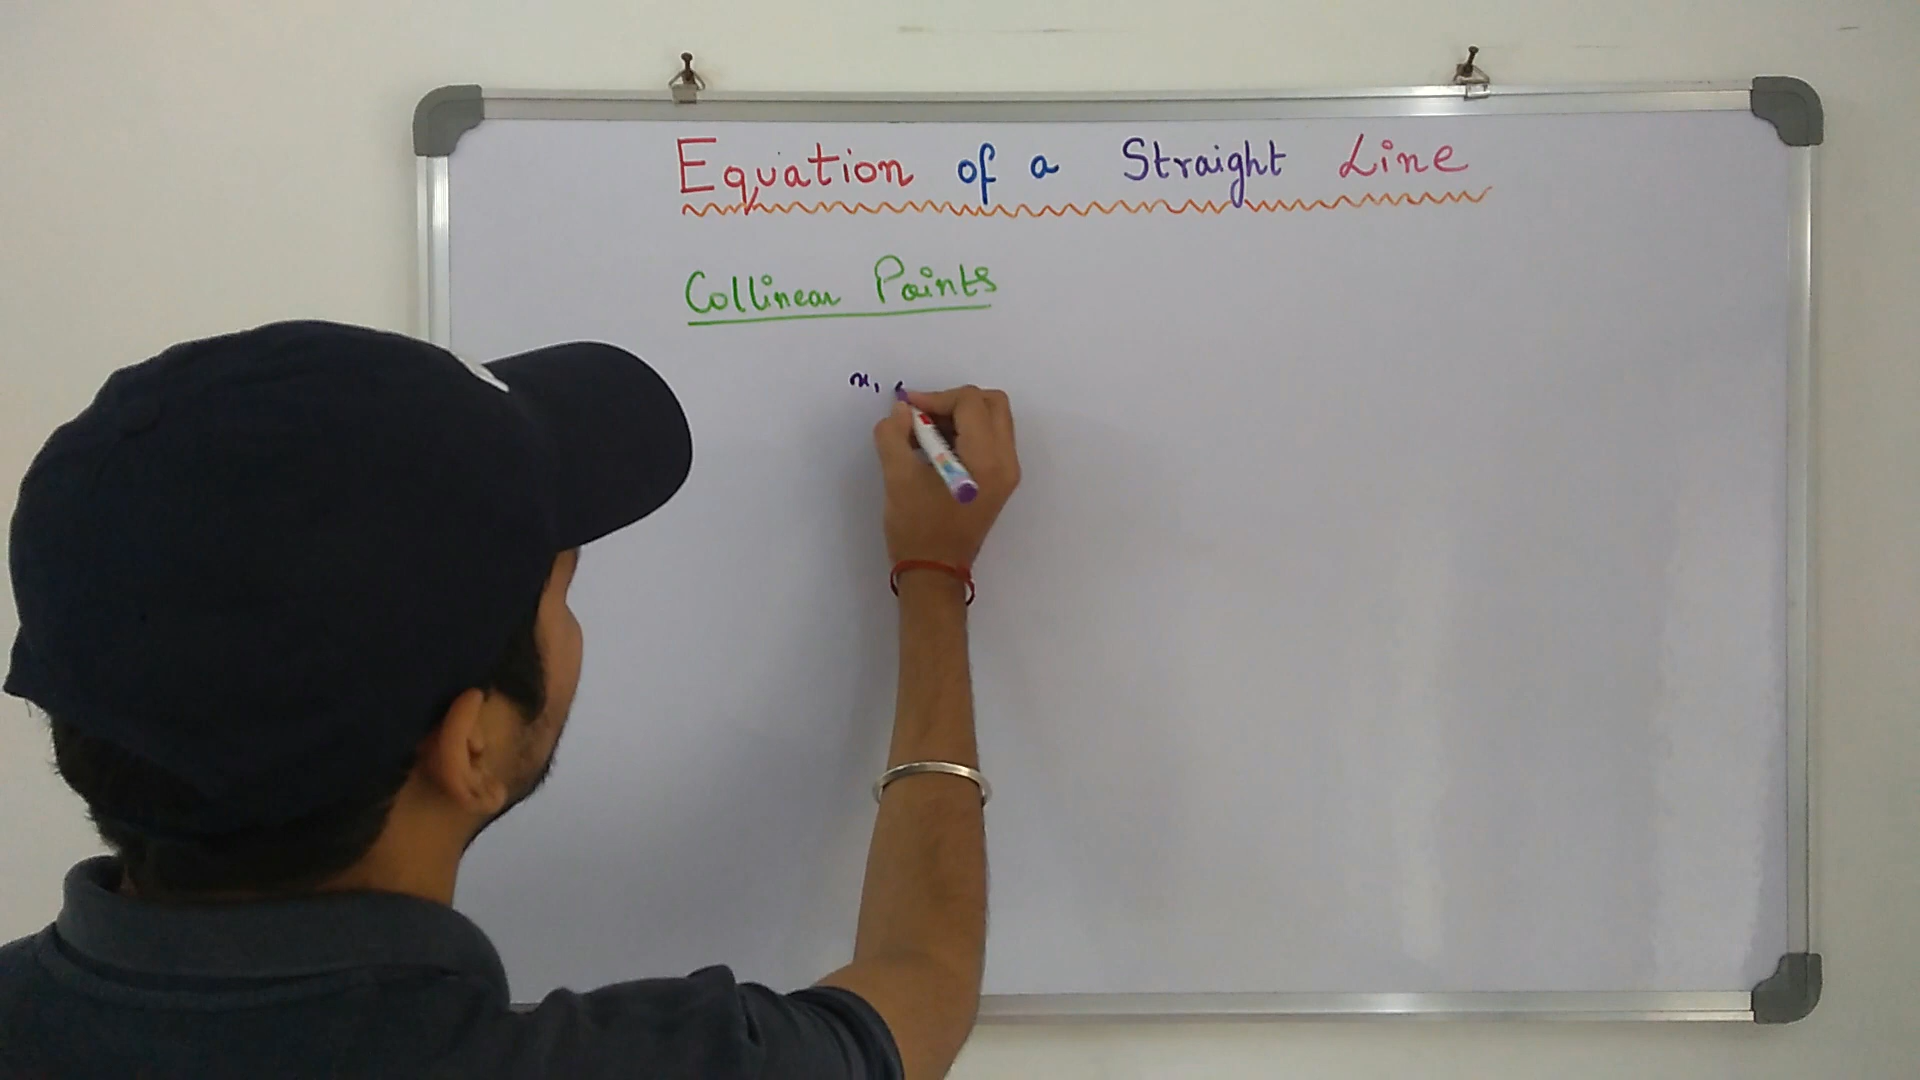 Equation of a Straight Line
Collinear Points
x,